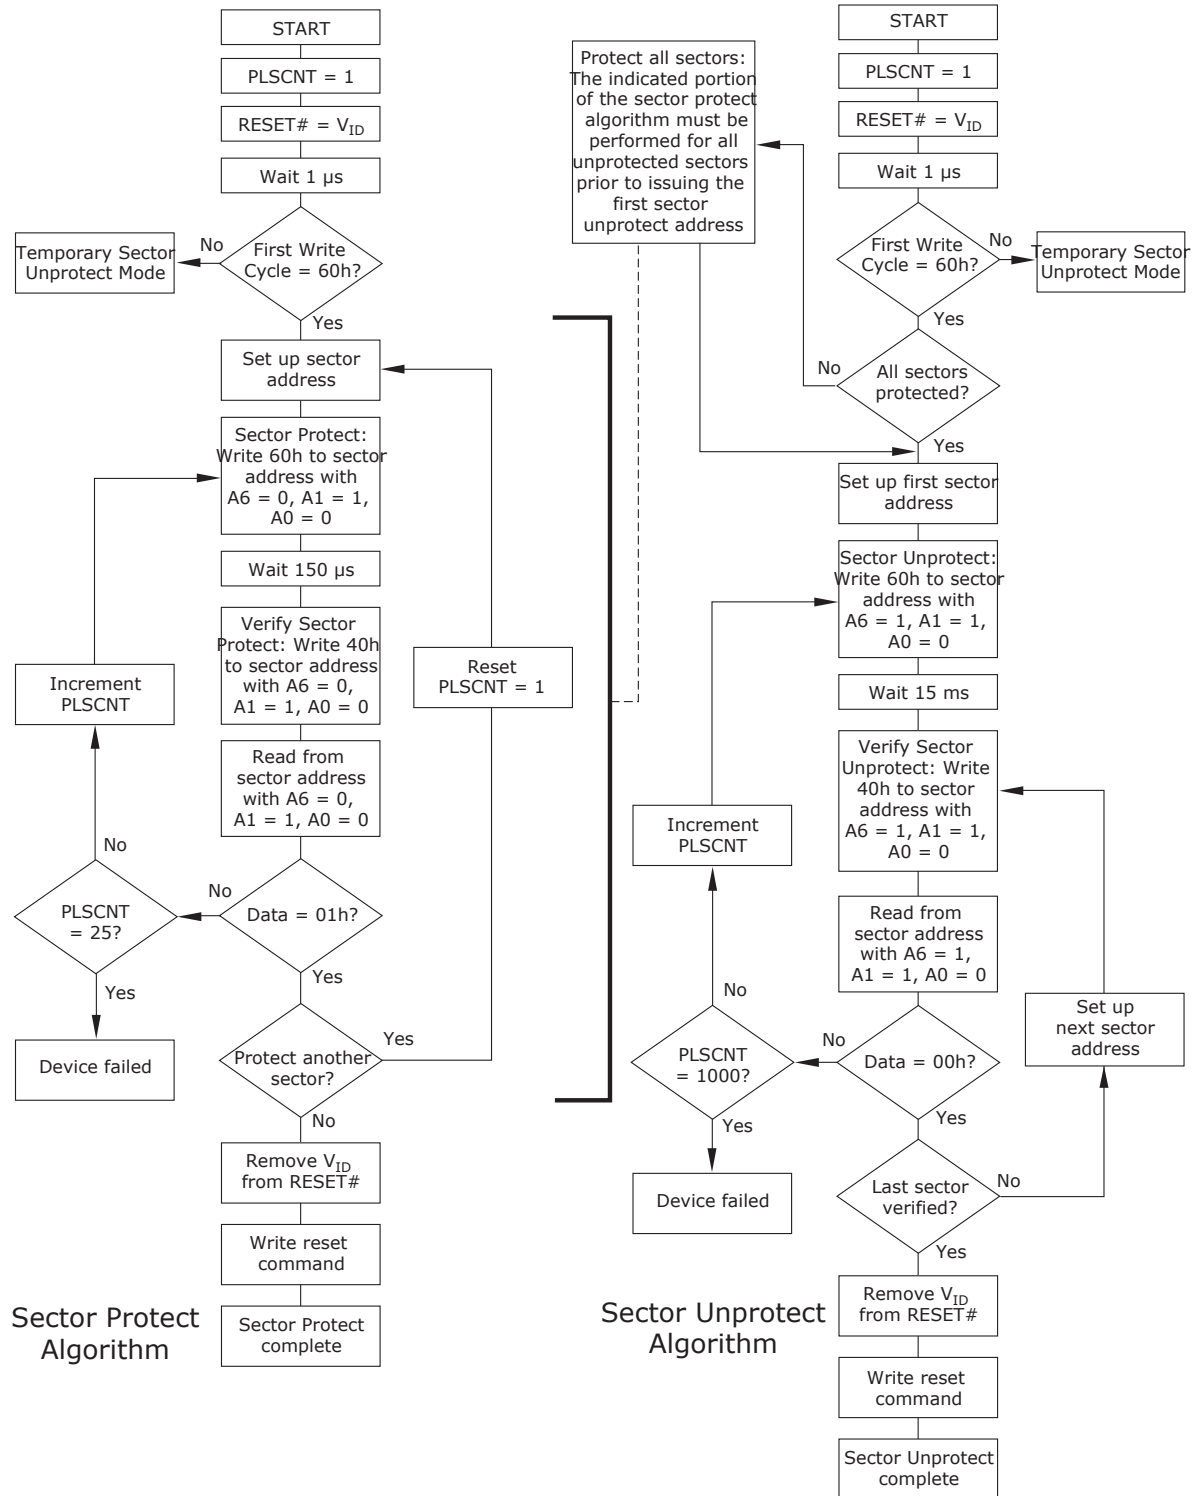 START
PLSCNT = 1
RESET# = VID
Wait 1 µs
First Write
Cycle = 60h?
No
Temporary Sector
Unprotect Mode
Yes
Set up sector
address
Sector Protect:
Write 60h to sector
address with
A6 = 0, A1 = 1,
A0 = 0
Wait 150 µs
Verify Sector
Protect: Write 40h
to sector address
with A6 = 0,
A1 = 1, A0 = 0
Read from
sector address
with A6 = 0,
A1 = 1, A0 = 0
Data = 01h?
No
PLSCNT
= 25?
No
Increment
PLSCNT
Yes
Device failed
Yes
Protect another
sector?
Yes
Reset
PLSCNT = 1
No
Remove VID
from RESET#
Write reset
command
Sector Protect
complete
Sector Protect
Algorithm
START
PLSCNT = 1
RESET# = VID
Wait 1 µs
First Write
Cycle = 60h?
No
Temporary Sector
Unprotect Mode
Yes
All sectors
protected?
No
Protect all sectors:
The indicated portion
of the sector protect
algorithm must be
performed for all
unprotected sectors
prior to issuing the
first sector
unprotect address
Yes
Set up first sector
address
Sector Unprotect:
Write 60h to sector
address with
A6 = 1, A1 = 1,
A0 = 0
Wait 15 ms
Verify Sector
Unprotect: Write
40h to sector
address with
A6 = 1, A1 = 1,
A0 = 0
Read from
sector address
with A6 = 1,
A1 = 1, A0 = 0
Data = 00h?
No
PLSCNT
= 1000?
No
Increment
PLSCNT
Yes
Device failed
Yes
Last sector
verified?
No
Set up
next sector
address
Yes
Remove VID
from RESET#
Write reset
command
Sector Unprotect
complete
Sector Unprotect
Algorithm